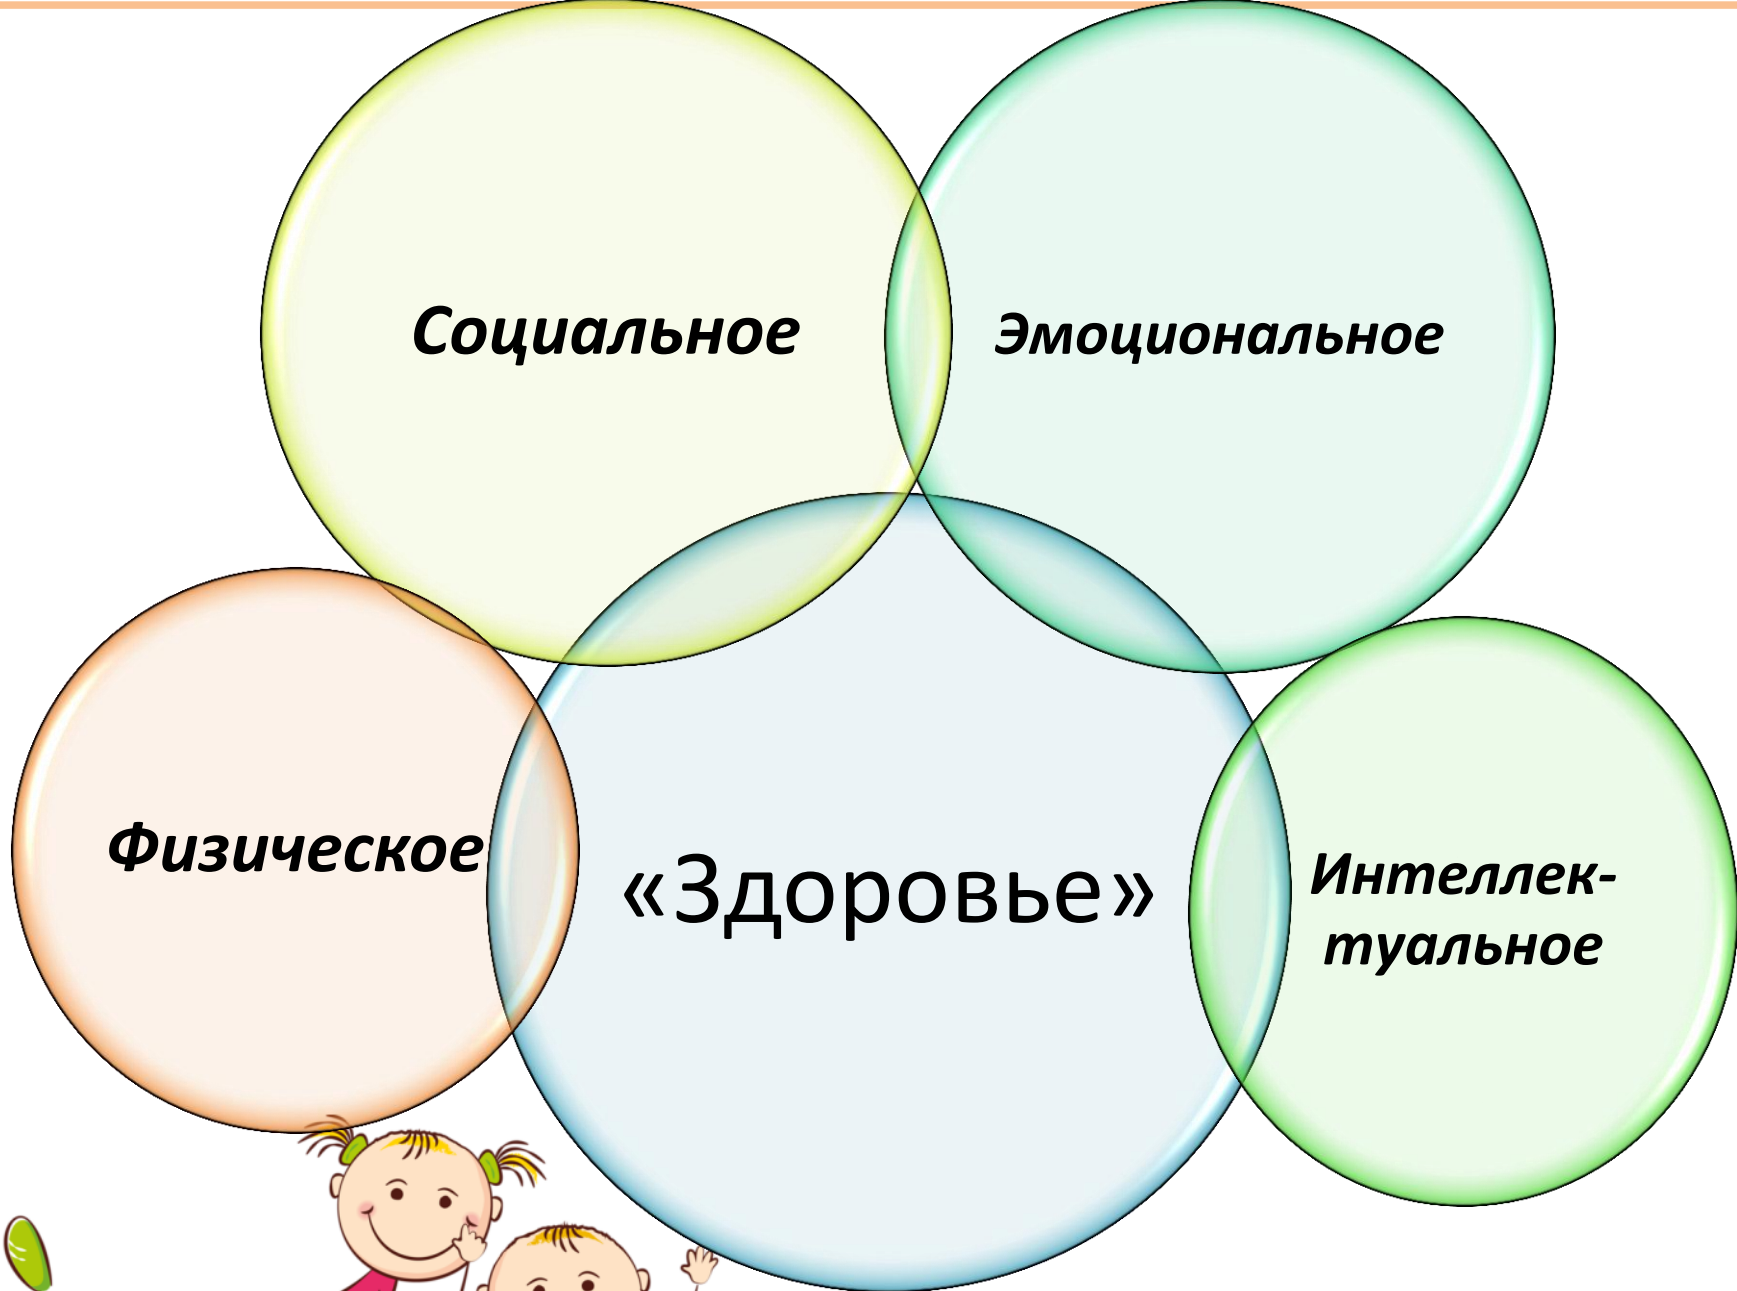 Социальное
Эмоциональное
Физическое
«Здоровье»
Интеллек-
туальное